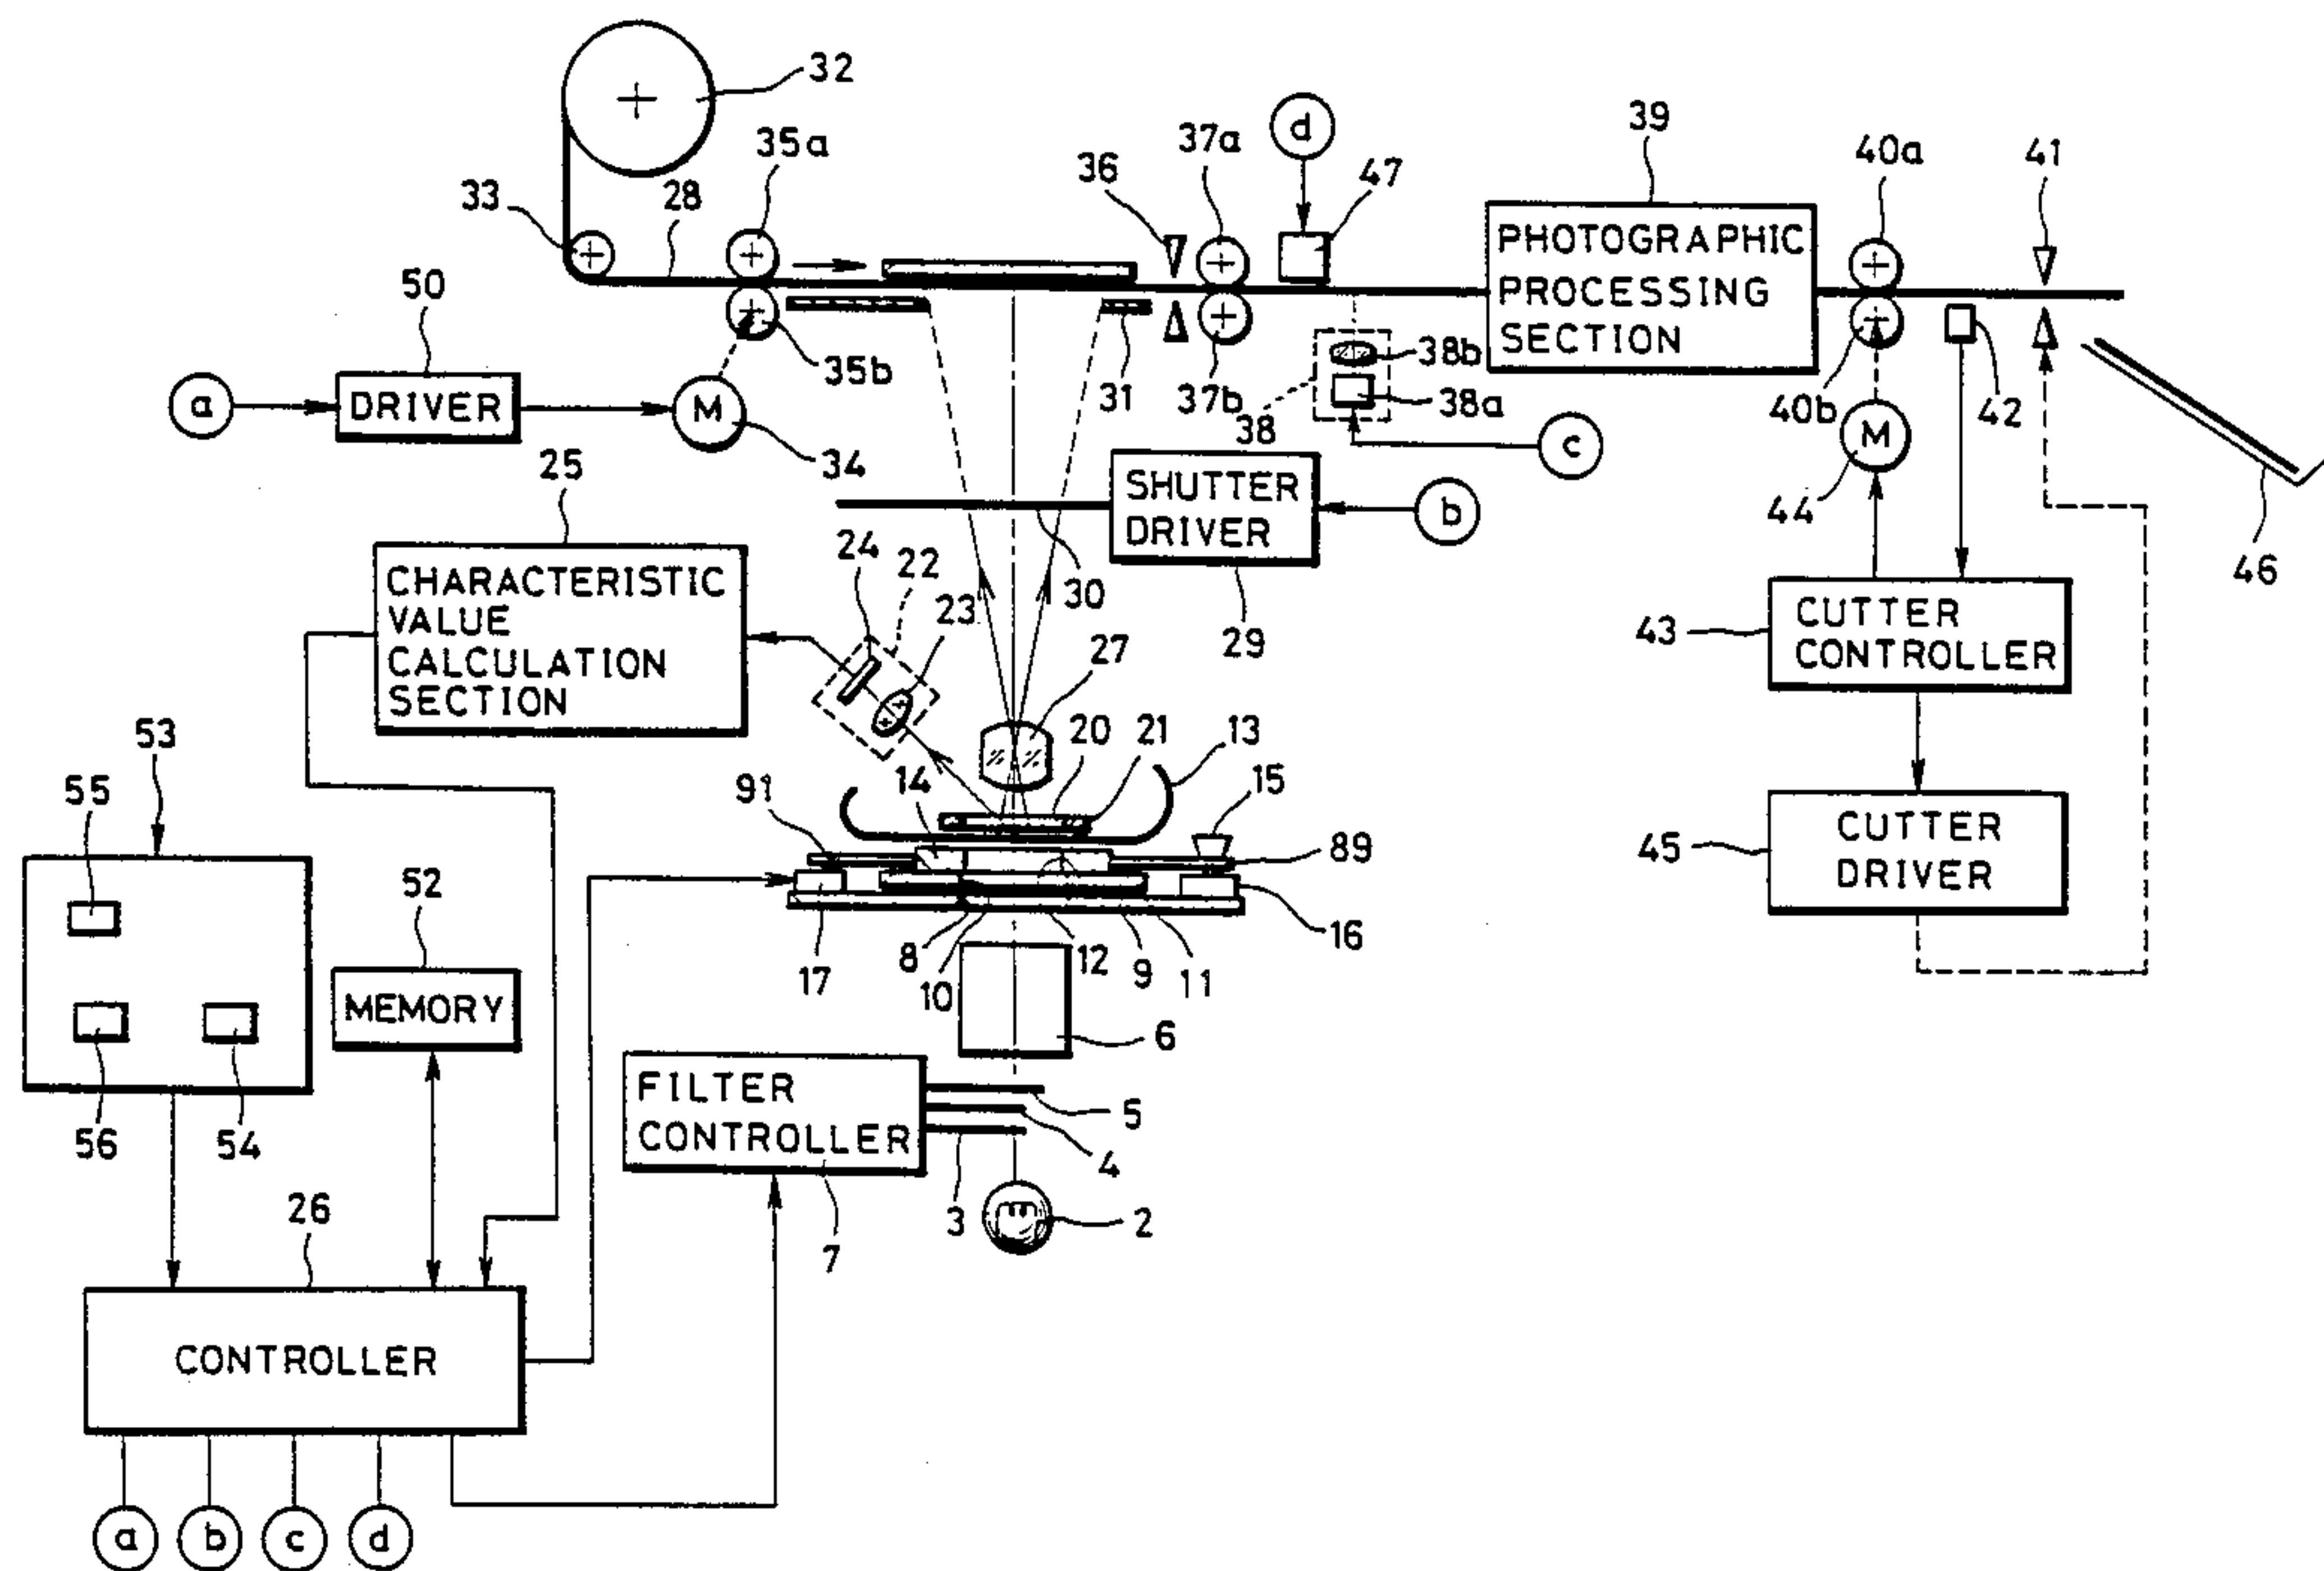 32
35a
33
28
36
37a
d
47
39
40a
41
PHOTOGRAPHIC
PROCESSING
SECTION
50
a
DRIVER
M
34
35b
31
37b
38b
38a
38
c
40b
42
M
44
46
25
CHARACTERISTIC
VALUE
CALCULATION
SECTION
24
22
23
30
SHUTTER
DRIVER
b
29
27
43
CUTTER
CONTROLLER
53
55
91
14
20
21
13
15
89
45
CUTTER
DRIVER
52
MEMORY
17
8
10
12
9
11
16
6
56
54
FILTER
CONTROLLER
5
4
3
2
7
26
CONTROLLER
a
b
c
d